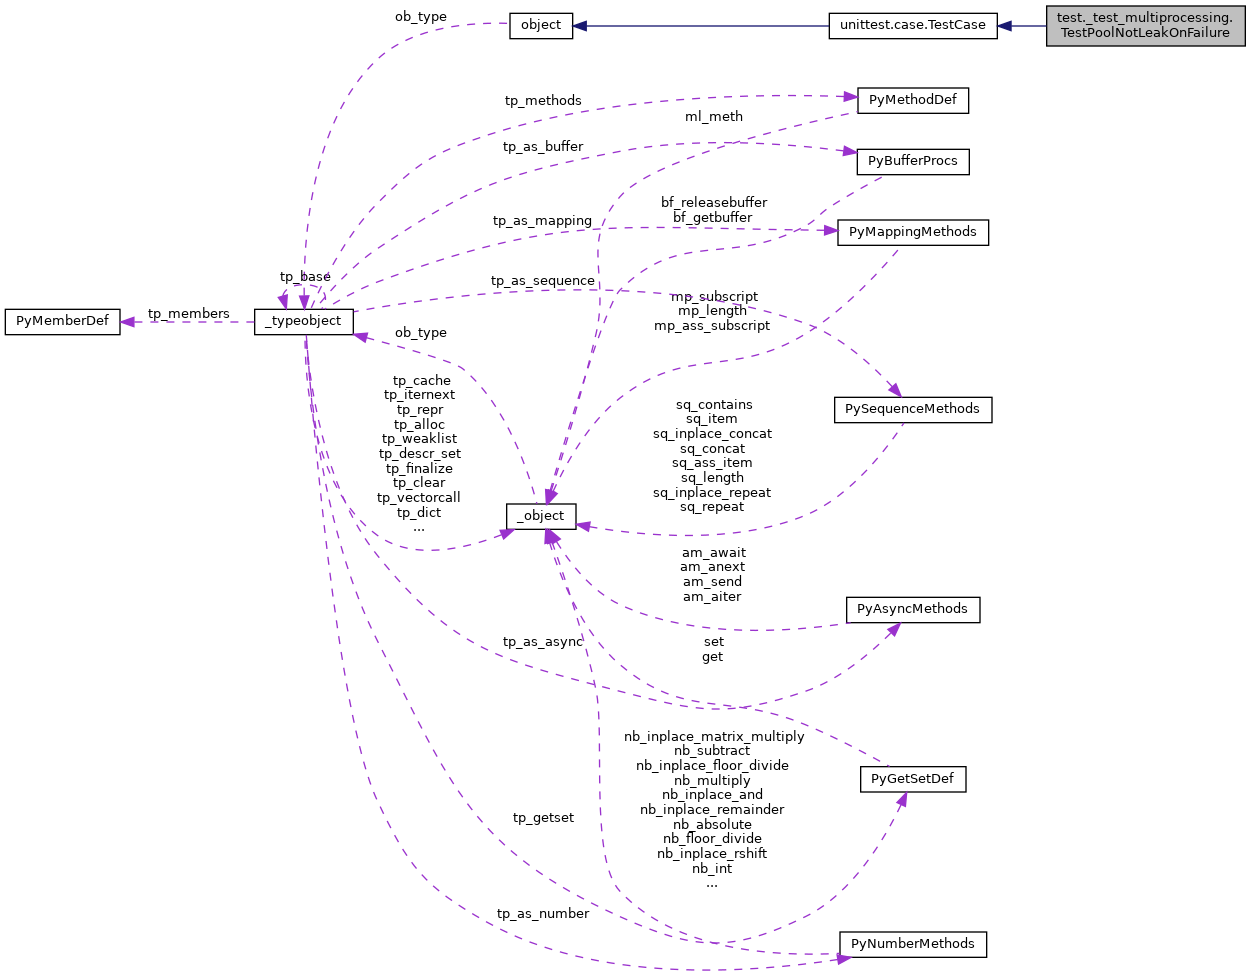 ob_type
object
unittest.case.TestCase
test._test_multiprocessing.
TestPoolNotLeakOnFailure
tp_methods
PyMethodDef
ml_meth
tp_as_buffer
PyBufferProcs
bf_releasebuffer
bf_getbuffer
tp_as_mapping
PyMappingMethods
tp_base
tp_as_sequence
mp_subscript
mp_length
mp_ass_subscript
PyMemberDef
tp_members
_typeobject
ob_type
tp_cache
tp_iternext
tp_repr
tp_alloc
tp_weaklist
tp_descr_set
tp_finalize
tp_clear
tp_vectorcall
tp_dict
...
sq_contains
sq_item
sq_inplace_concat
sq_concat
sq_ass_item
sq_length
sq_inplace_repeat
sq_repeat
PySequenceMethods
_object
am_await
am_anext
am_send
am_aiter
PyAsyncMethods
tp_as_async
set
get
nb_inplace_matrix_multiply
nb_subtract
nb_inplace_floor_divide
nb_multiply
nb_inplace_and
nb_inplace_remainder
nb_absolute
nb_floor_divide
nb_inplace_rshift
nb_int
...
PyGetSetDef
tp_getset
tp_as_number
PyNumberMethods